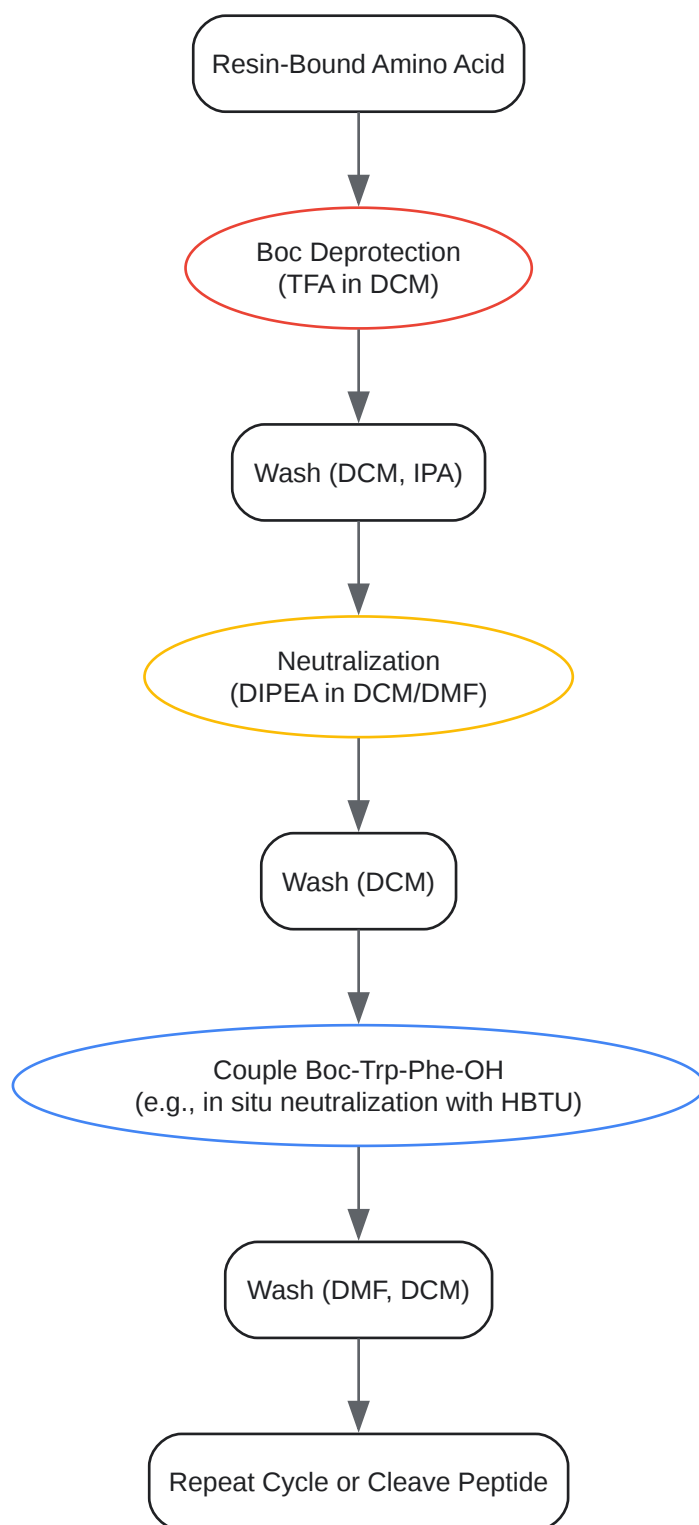 Resin-Bound Amino Acid
Boc Deprotection
(TFA in DCM)
Wash (DCM, IPA)
Neutralization
(DIPEA in DCM/DMF)
Wash (DCM)
Couple Boc-Trp-Phe-OH
(e.g., in situ neutralization with HBTU)
Wash (DMF, DCM)
Repeat Cycle or Cleave Peptide